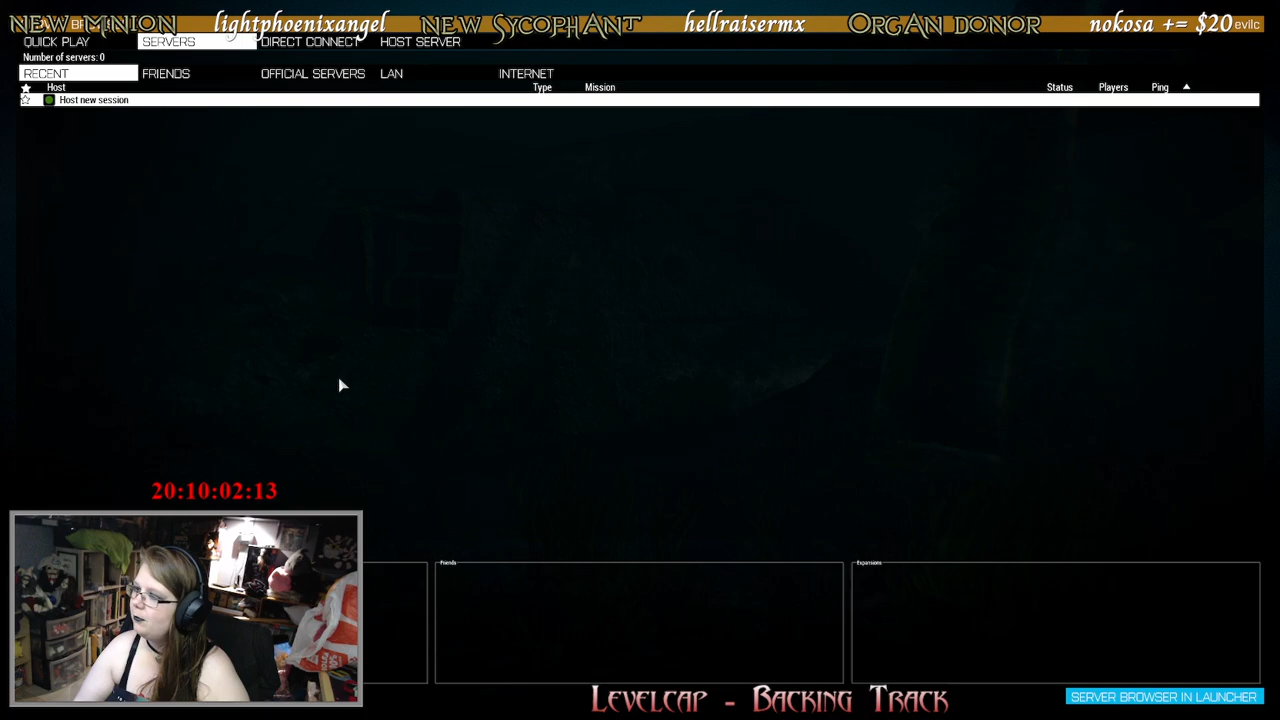 NEW MINION lightphoenixangel NEW SYCOPHANT hellraisermx ORGAN DONOR nokosa += $20 evilc
QUICK PLAY SERVERS DIRECT CONNECT HOST SERVER
Number of servers: 0
RECENT FRIENDS OFFICIAL SERVERS LAN INTERNET
Host Type Mission Status Players Ping
Host new session
20:10:02:13
Friends Expansions
LEVELCAP - BACKING TRACK
SERVER BROWSER IN LAUNCHER